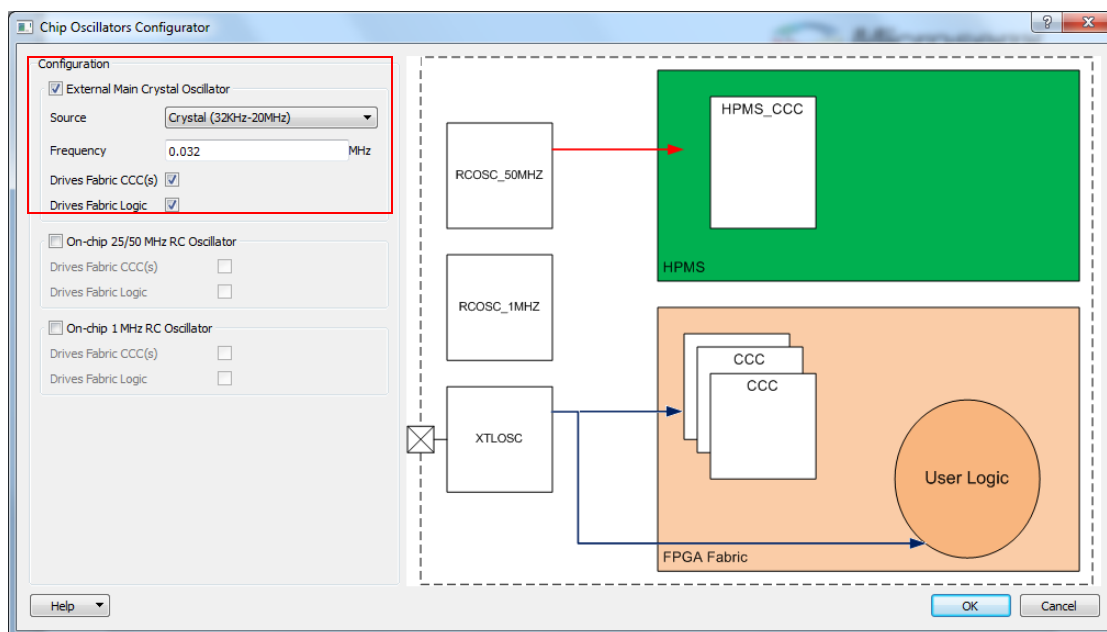 Chip Oscillators Configurator
Configuration
External Main Crystal Oscillator
Source Crystal (32KHz-20MHz)
Frequency 0.032 MHz
Drives Fabric CCC(s)
Drives Fabric Logic
On-chip 25/50 MHz RC Oscillator
Drives Fabric CCC(s)
Drives Fabric Logic
On-chip 1 MHz RC Oscillator
Drives Fabric CCC(s)
Drives Fabric Logic
RCOSC_50MHZ
HPMS_CCC
HPMS
RCOSC_1MHZ
CCC
CCC
XTLOSC
User Logic
FPGA Fabric
Help
OK
Cancel